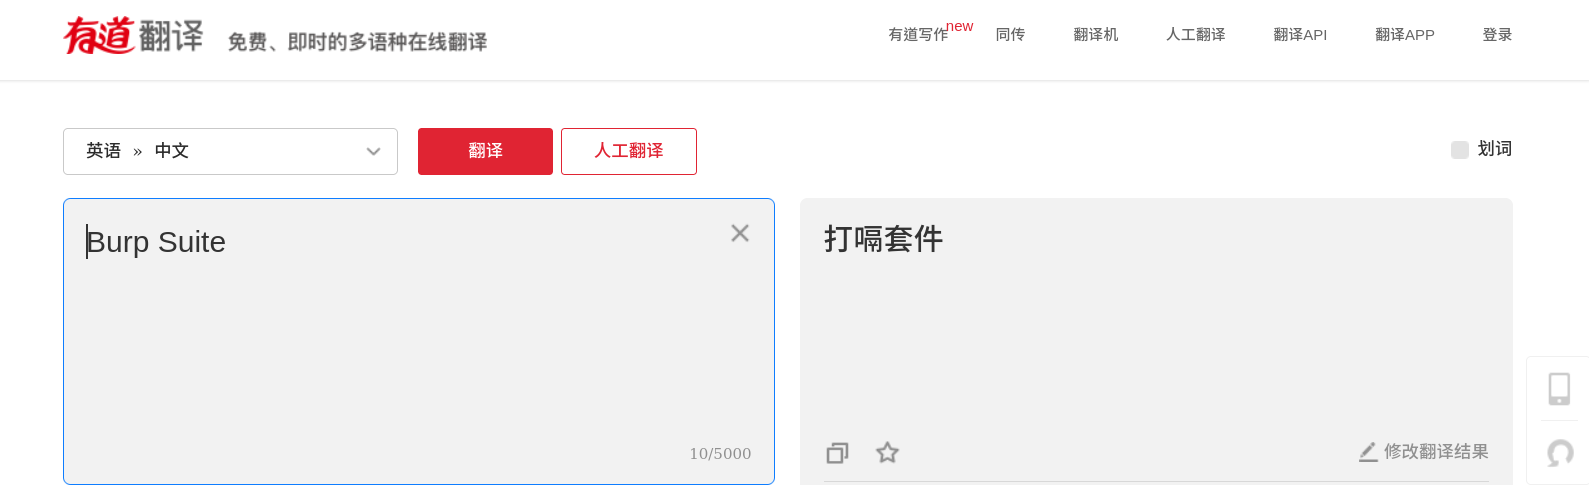 有道翻译 免费、即时的多语种在线翻译 有道写作 new 同传 翻译机 人工翻译 翻译API 翻译APP 登录
英语 » 中文 翻译 人工翻译 划词
Burp Suite 打嗝套件
10/5000 修改翻译结果